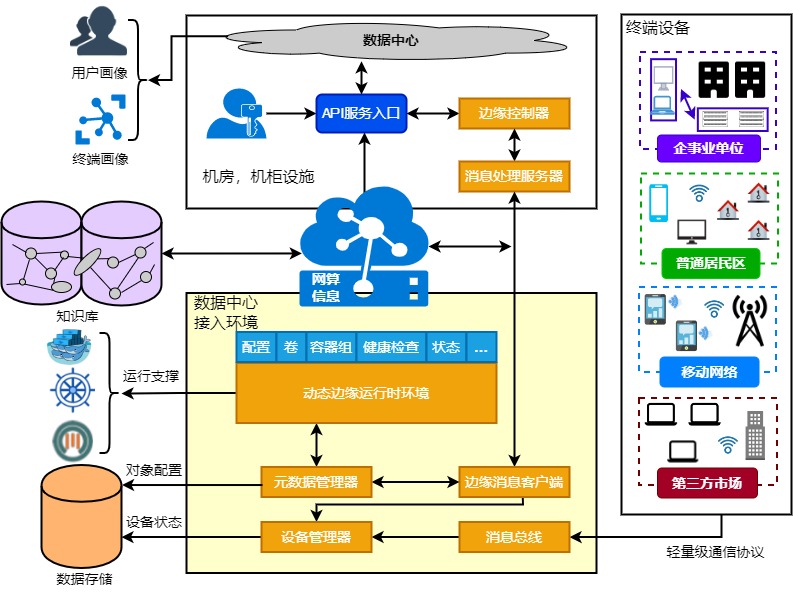 数据中心
用户画像
终端画像
API服务入口
边缘控制器
消息处理服务器
机房，机柜设施
网算
信息
知识库
数据中心
接入环境
配置
卷
容器组
健康检查
状态
...
动态边缘运行时环境
运行支撑
元数据管理器
边缘消息客户端
对象配置
设备管理器
消息总线
设备状态
数据存储
终端设备
企事业单位
普通居民区
移动网络
第三方市场
轻量级通信协议